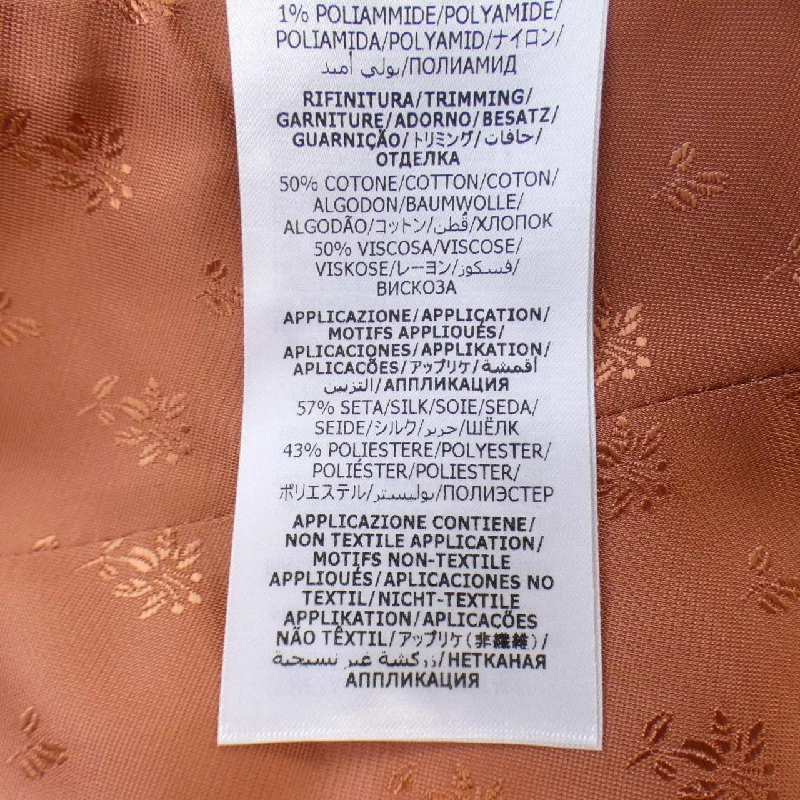 1% POLIAMMIDE/POLYAMIDE/
POLIAMIDA/POLYAMID/ナイロン/
بولي أميد/ПОЛИАМИД
RIFINITURA/TRIMMING/
GARNITURE/ADORNO/BESATZ/
GUARNIÇÃO/トリミング/حافات/
ОТДЕЛКА
50% COTONE/COTTON/COTON/
ALGODON/BAUMWOLLE/
ALGODÃO/コットン/قُطن/ХЛОПОК
50% VISCOSA/VISCOSE/
VISKOSE/レーヨン/فسكوز/
ВИСКОЗА
APPLICAZIONE/APPLICATION/
MOTIFS APPLIQUÉS/
APLICACIONES/APPLIKATION/
APLICACÕES/アップリケ/أقمشة
التزيين/АППЛИКАЦИЯ
57% SETA/SILK/SOIE/SEDA/
SEIDE/シルク/حرير/ШЁЛК
43% POLIESTERE/POLYESTER/
POLIÉSTER/POLIESTER/
ポリエステル/بوليستر/ПОЛИЭСТЕР
APPLICAZIONE CONTIENE/
NON TEXTILE APPLICATION/
MOTIFS NON-TEXTILE
APPLIQUÉS/APLICACIONES NO
TEXTIL/NICHT-TEXTILE
APPLIKATION/APLICAÇÕES
NÃO TÊXTIL/アップリケ(非繊維)/
زركشة غير نسيجية/НЕТКАНАЯ
АППЛИКАЦИЯ